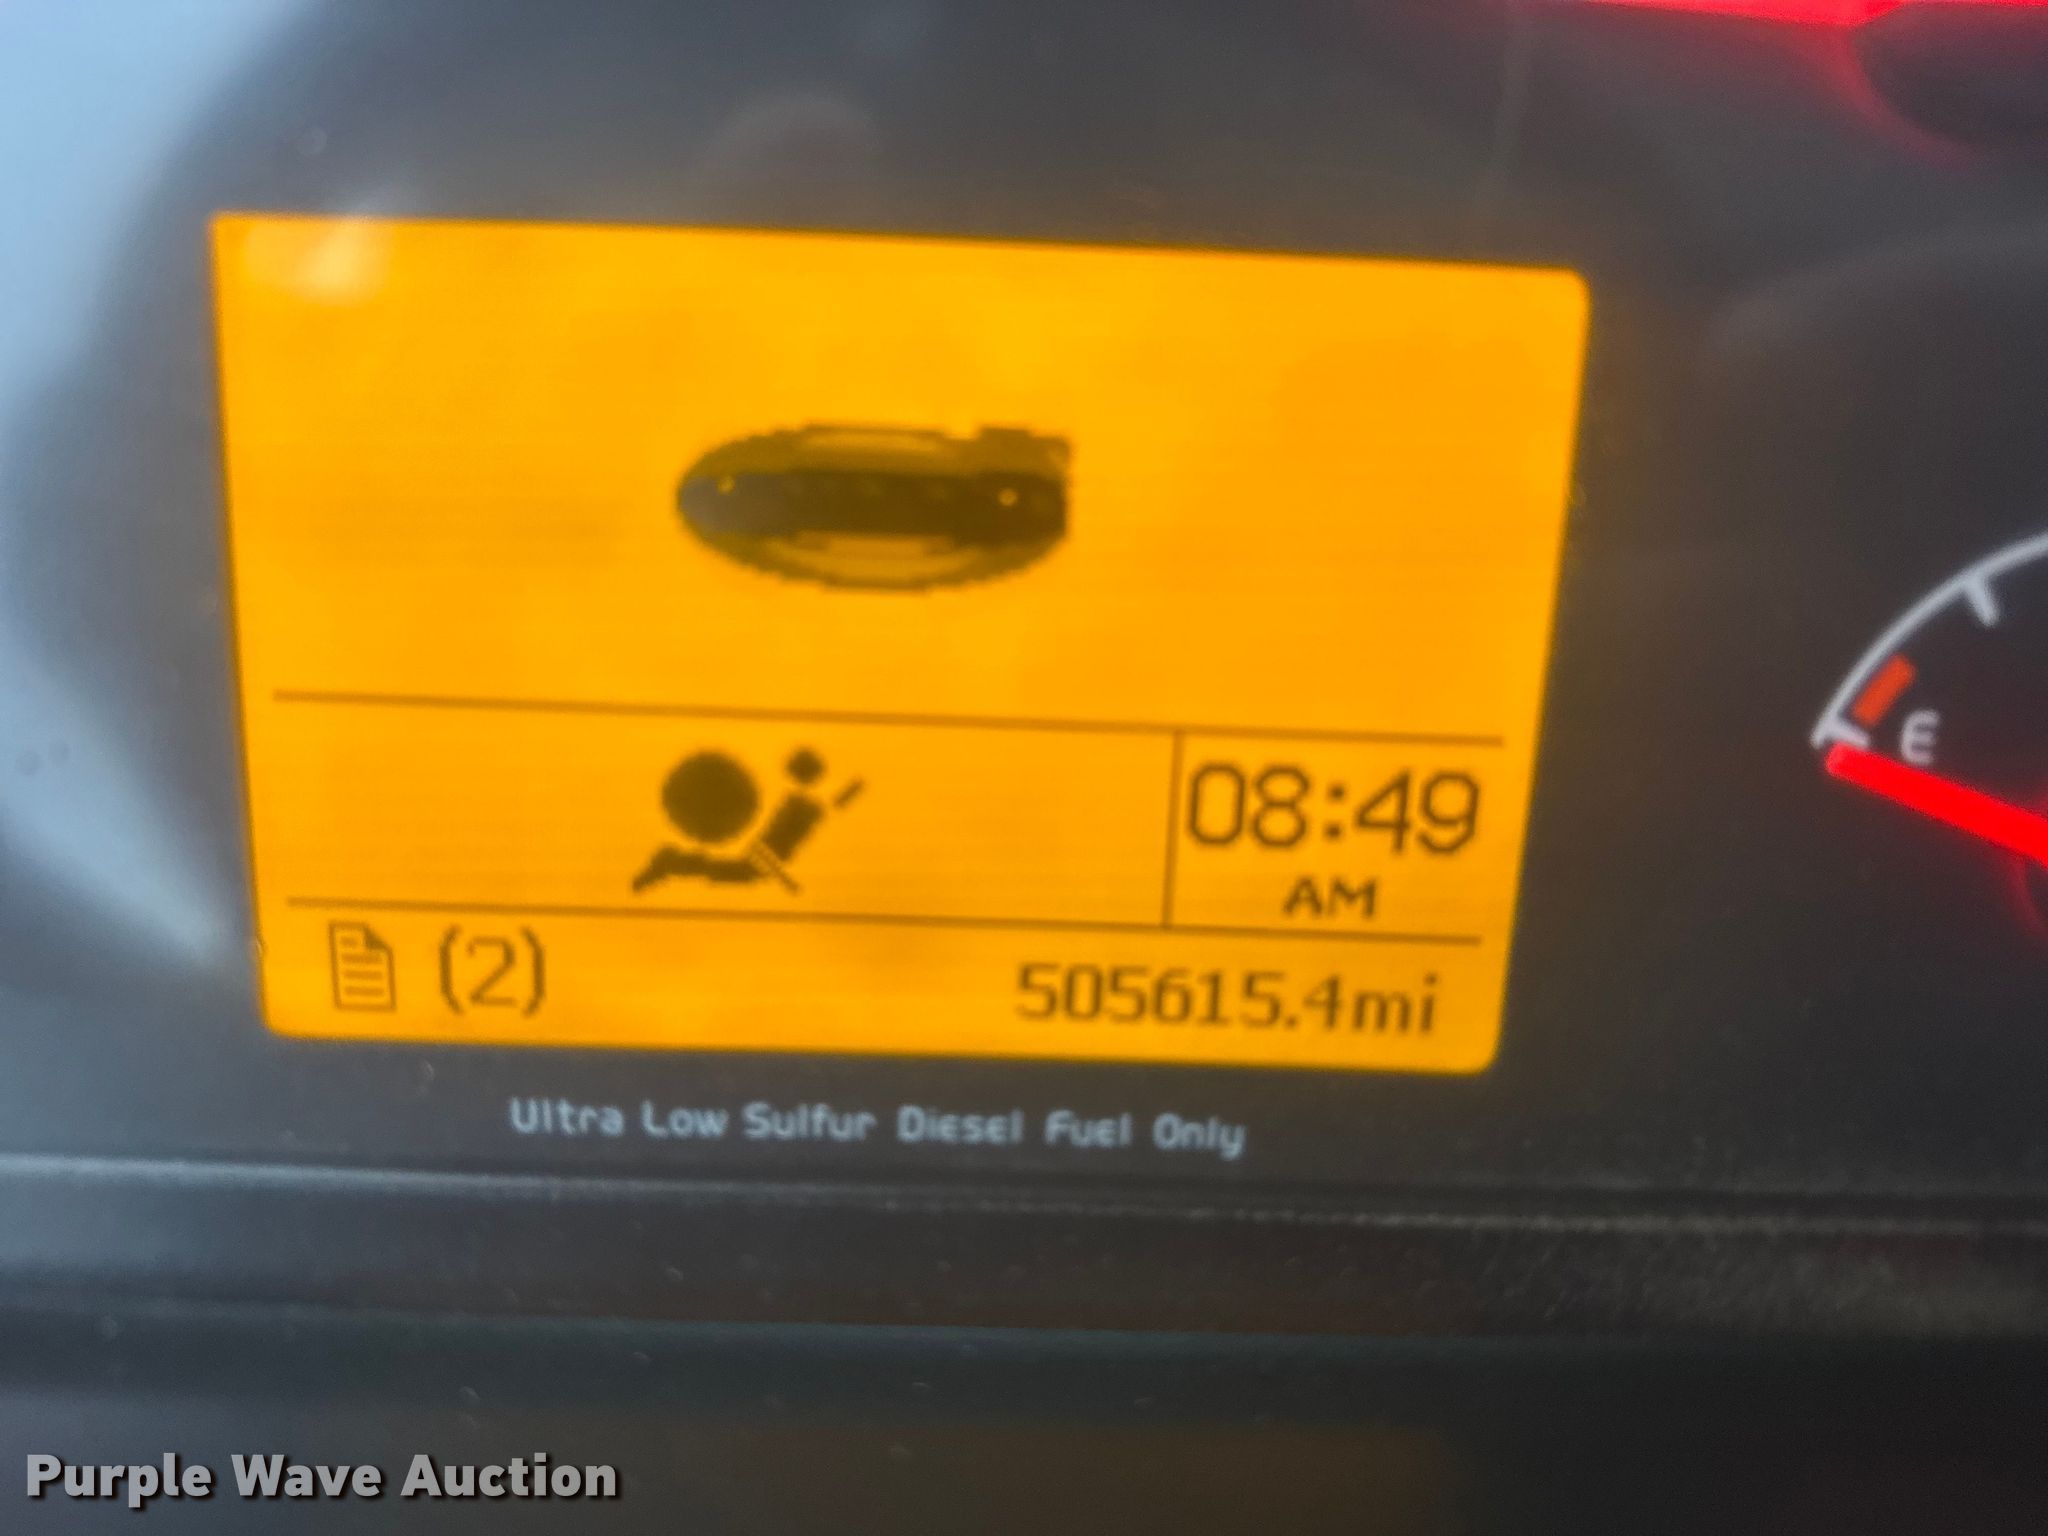 08:49
AM
E
(2)
505615.4mi
Ultra Low Sulfur Diesel Fuel Only
Purple Wave Auction